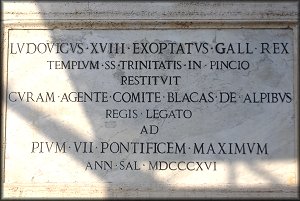 LVDOVICVS·XVIII·EXOPTATVS·GALL·REX
TEMPLVM·SS·TRINITATIS·IN·PINCIO
RESTITVIT
CVRAM·AGENTE·COMITE·BLACAS·DE·ALPIBVS
REGIS·LEGATO
AD
PIVM·VII·PONTIFICEM·MAXIMVM
ANN·SAL·MDCCCXVI